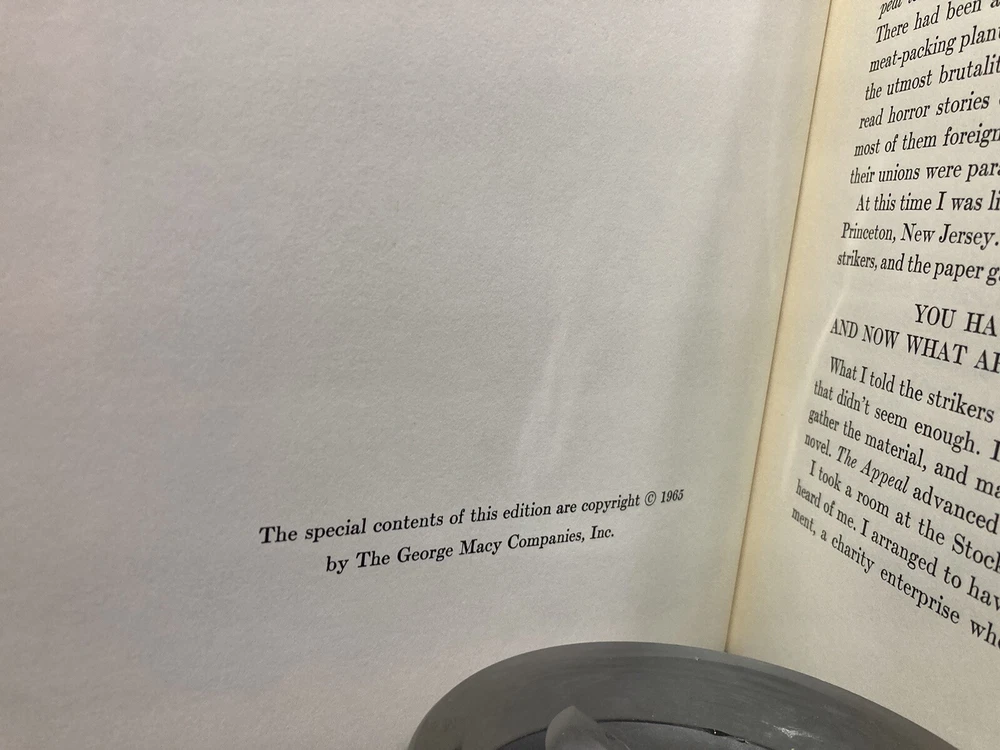 The special contents of this edition are copyright © 1965
by The George Macy Companies, Inc.
There had been
meat-packing plant
the utmost brutalit
read horror stories
most of them foreign
their unions were para
At this time I was li
Princeton, New Jersey.
strikers, and the paper g
YOU HA
AND NOW WHAT A
What I told the strikers
that didn't seem enough. I
gather the material, and ma
novel. The Appeal advanced
I took a room at the Stock
heard of me. I arranged to hav
ment, a charity enterprise whe